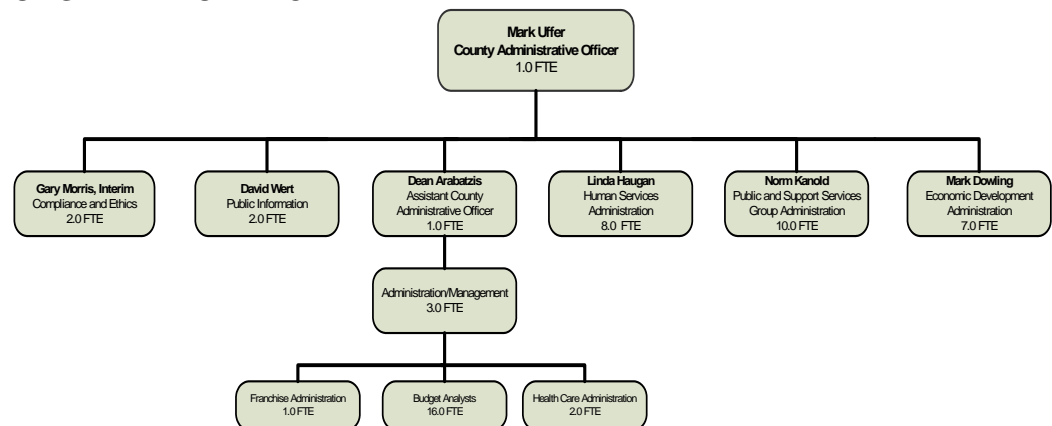 Mark Uffer
County Administrative Officer
1.0 FTE
Gary Morris, Interim
Compliance and Ethics
2.0 FTE
David Wert
Public Information
2.0 FTE
Dean Arabatzis
Assistant County
Administrative Officer
1.0 FTE
Linda Haugan
Human Services
Administration
8.0 FTE
Norm Kanold
Public and Support Services
Group Administration
10.0 FTE
Mark Dowling
Economic Development
Administration
7.0 FTE
Administration/Management
3.0 FTE
Franchise Administration
1.0 FTE
Budget Analysts
16.0 FTE
Health Care Administration
2.0 FTE